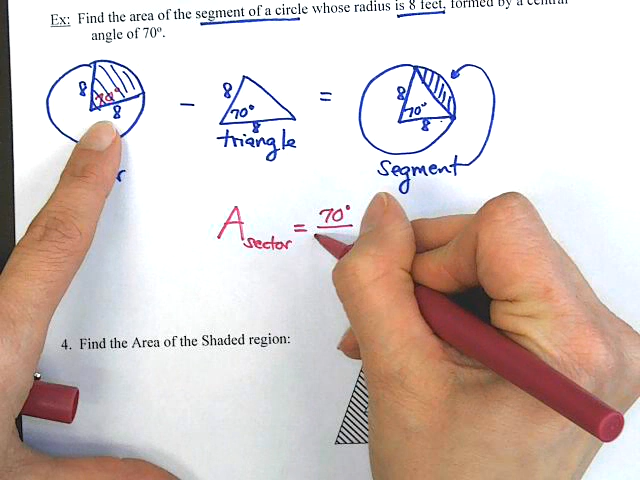 Ex: Find the area of the segment of a circle whose radius is 8 feet, formed by a central
angle of 70º.
8 70° 8 - 8 70° 8 = 8 70° 8
triangle
segment
r
A sector = 70°
4. Find the Area of the Shaded region: